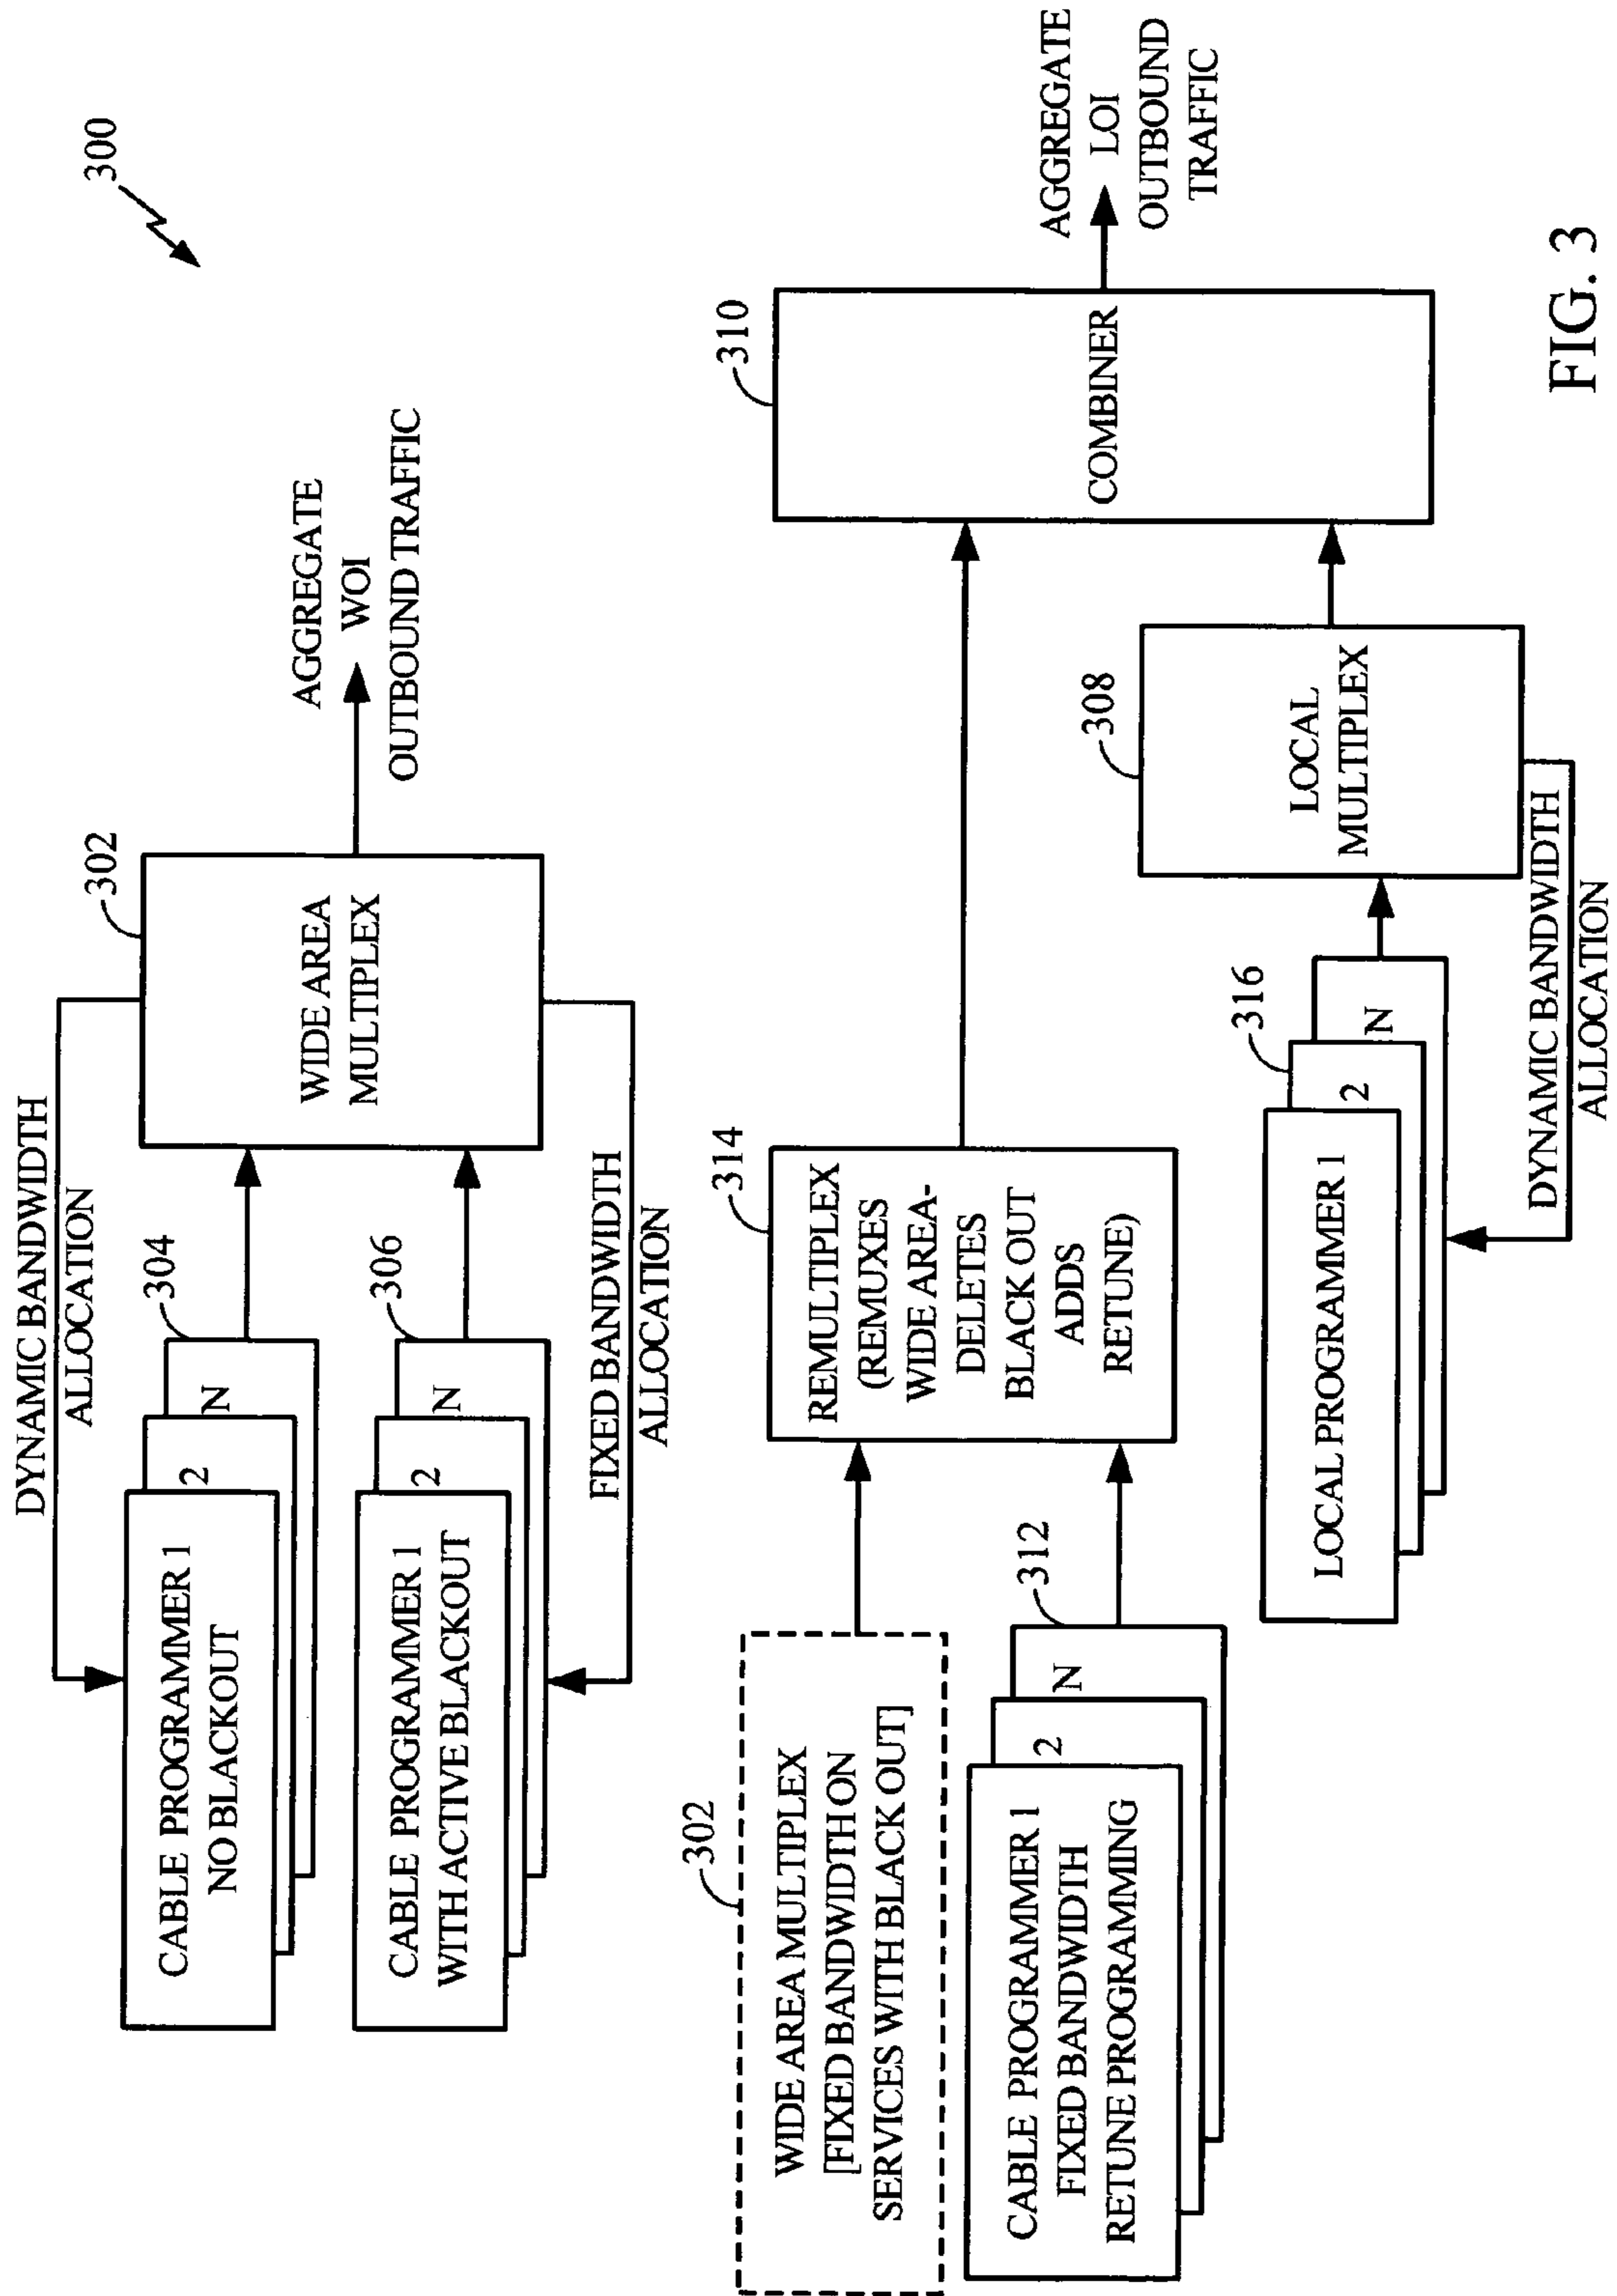 300
DYNAMIC BANDWIDTH
ALLOCATION
CABLE PROGRAMMER 1
NO BLACKOUT
2
N
304
CABLE PROGRAMMER 1
WITH ACTIVE BLACKOUT
2
N
306
FIXED BANDWIDTH
ALLOCATION
302
WIDE AREA
MULTIPLEX
AGGREGATE
WOI
OUTBOUND TRAFFIC
302
WIDE AREA MULTIPLEX
[FIXED BANDWIDTH ON
SERVICES WITH BLACK OUT]
CABLE PROGRAMMER 1
FIXED BANDWIDTH
RETUNE PROGRAMMING
2
N
312
314
REMULTIPLEX
(REMUXES
WIDE AREA-
DELETES
BLACK OUT
ADDS
RETUNE)
LOCAL PROGRAMMER 1
2
N
316
308
LOCAL
MULTIPLEX
DYNAMIC BANDWIDTH
ALLOCATION
310
COMBINER
AGGREGATE
LOI
OUTBOUND
TRAFFIC
FIG. 3